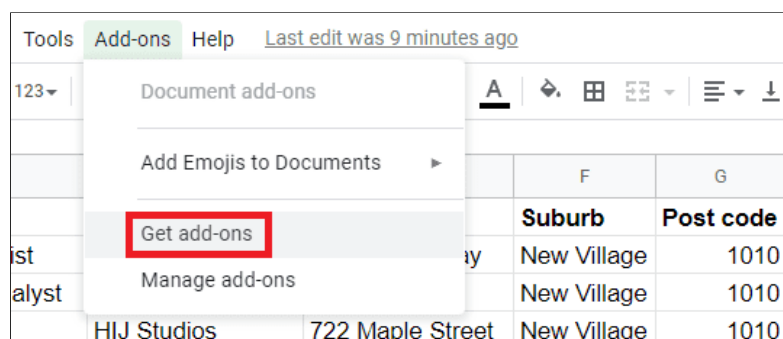 Tools Add-ons Help Last edit was 9 minutes ago
123 A
Document add-ons
Add Emojis to Documents
Get add-ons
Manage add-ons
F G
Suburb Post code
ist ay New Village 1010
alyst New Village 1010
HIJ Studios 722 Maple Street New Village 1010